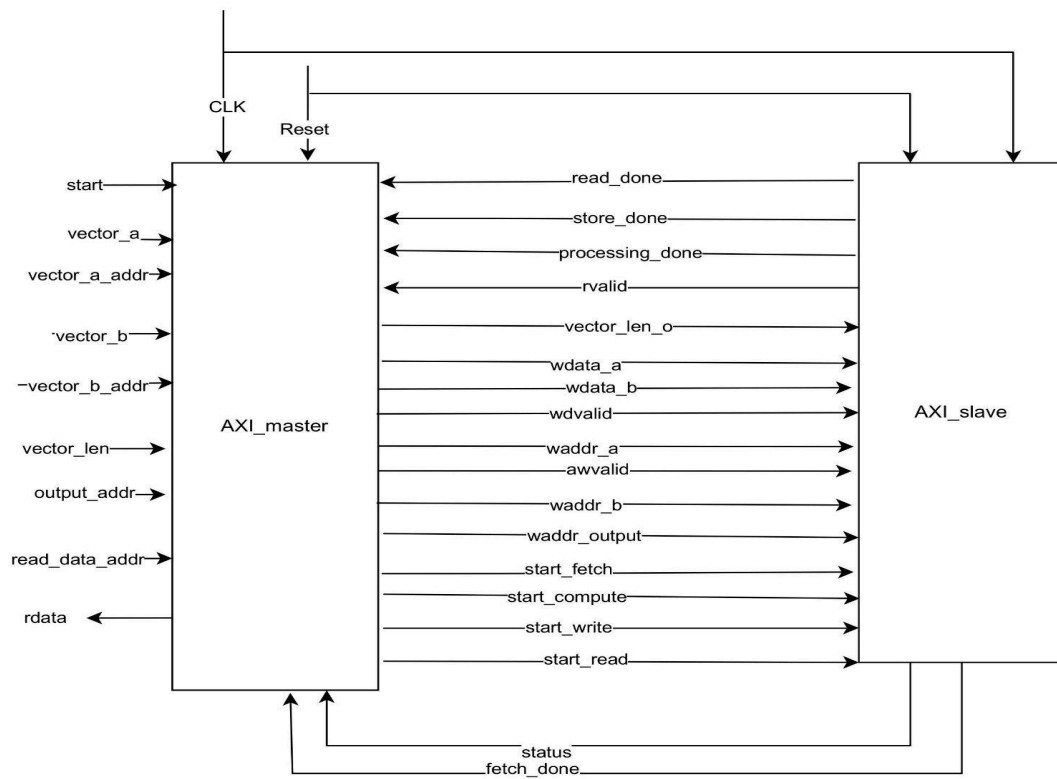 CLK
Reset
start
vector_a
vector_a_addr
vector_b
vector_b_addr
vector_len
output_addr
read_data_addr
rdata
AXI_master
read_done
store_done
processing_done
rvalid
vector_len_o
wdata_a
wdata_b
wdvalid
waddr_a
awvalid
waddr_b
waddr_output
start_fetch
start_compute
start_write
start_read
AXI_slave
status
fetch_done